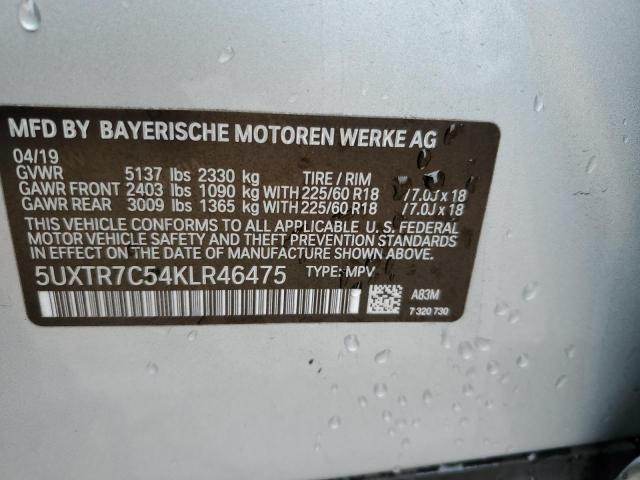 MFD BY BAYERISCHE MOTOREN WERKE AG
04/19
GVWR 5137 lbs 2330 kg TIRE / RIM
GAWR FRONT 2403 lbs 1090 kg WITH 225/60 R18 / 7.0J x 18
GAWR REAR 3009 lbs 1365 kg WITH 225/60 R18 / 7.0J x 18
THIS VEHICLE CONFORMS TO ALL APPLICABLE U. S. FEDERAL
MOTOR VEHICLE SAFETY AND THEFT PREVENTION
STANDARDS IN EFFECT ON THE DATE OF MANUFACTURE SHOWN ABOVE.
5UXTR7C54KLR46475 TYPE: MPV
A83M
7 320 730